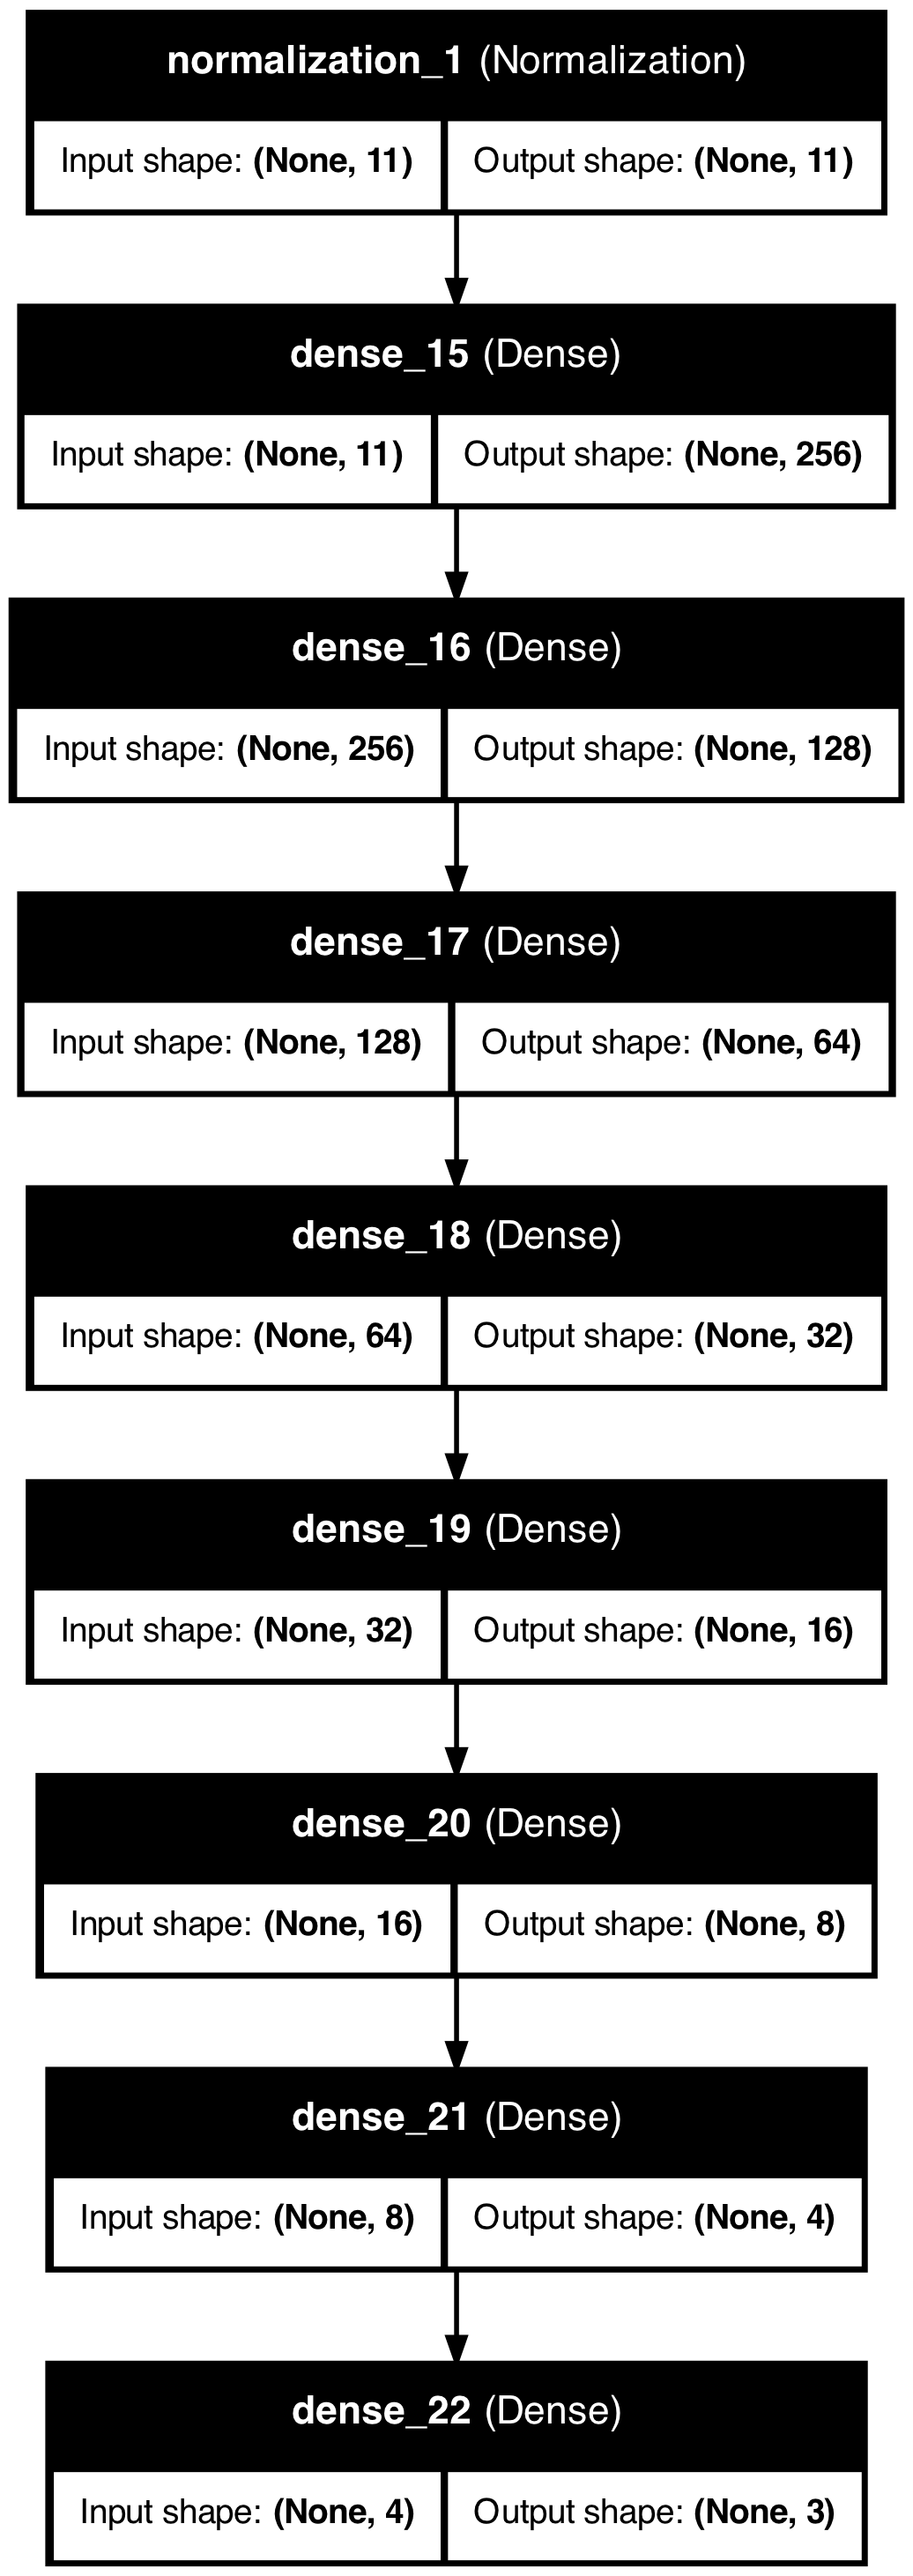 normalization_1 (Normalization)
Input shape: (None, 11) Output shape: (None, 11)
dense_15 (Dense)
Input shape: (None, 11) Output shape: (None, 256)
dense_16 (Dense)
Input shape: (None, 256) Output shape: (None, 128)
dense_17 (Dense)
Input shape: (None, 128) Output shape: (None, 64)
dense_18 (Dense)
Input shape: (None, 64) Output shape: (None, 32)
dense_19 (Dense)
Input shape: (None, 32) Output shape: (None, 16)
dense_20 (Dense)
Input shape: (None, 16) Output shape: (None, 8)
dense_21 (Dense)
Input shape: (None, 8) Output shape: (None, 4)
dense_22 (Dense)
Input shape: (None, 4) Output shape: (None, 3)